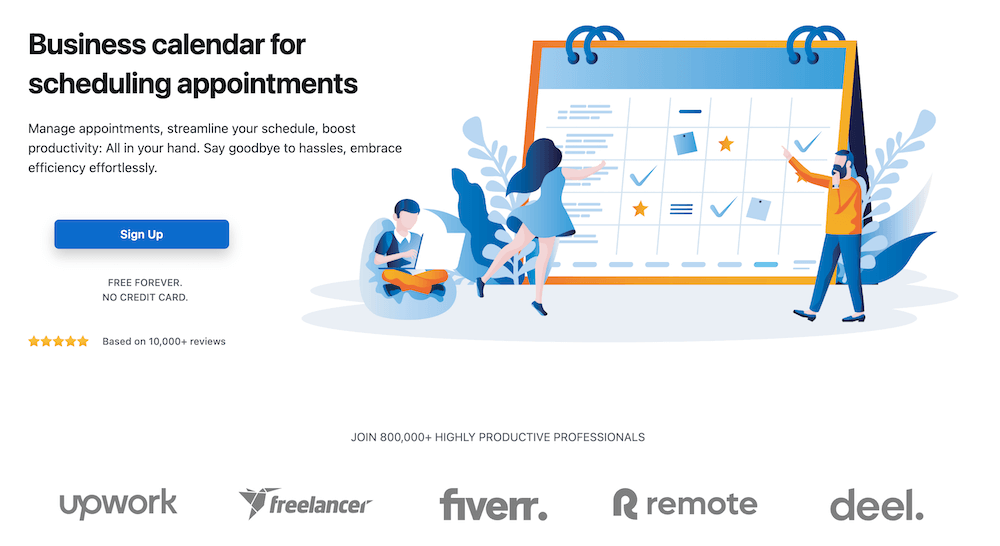 Business calendar for
scheduling appointments
Manage appointments, streamline your schedule, boost
productivity: All in your hand. Say goodbye to hassles, embrace
efficiency effortlessly.
Sign Up
FREE FOREVER.
NO CREDIT CARD.
Based on 10,000+ reviews
JOIN 800,000+ HIGHLY PRODUCTIVE PROFESSIONALS
upwork freelancer fiverr. remote deel.